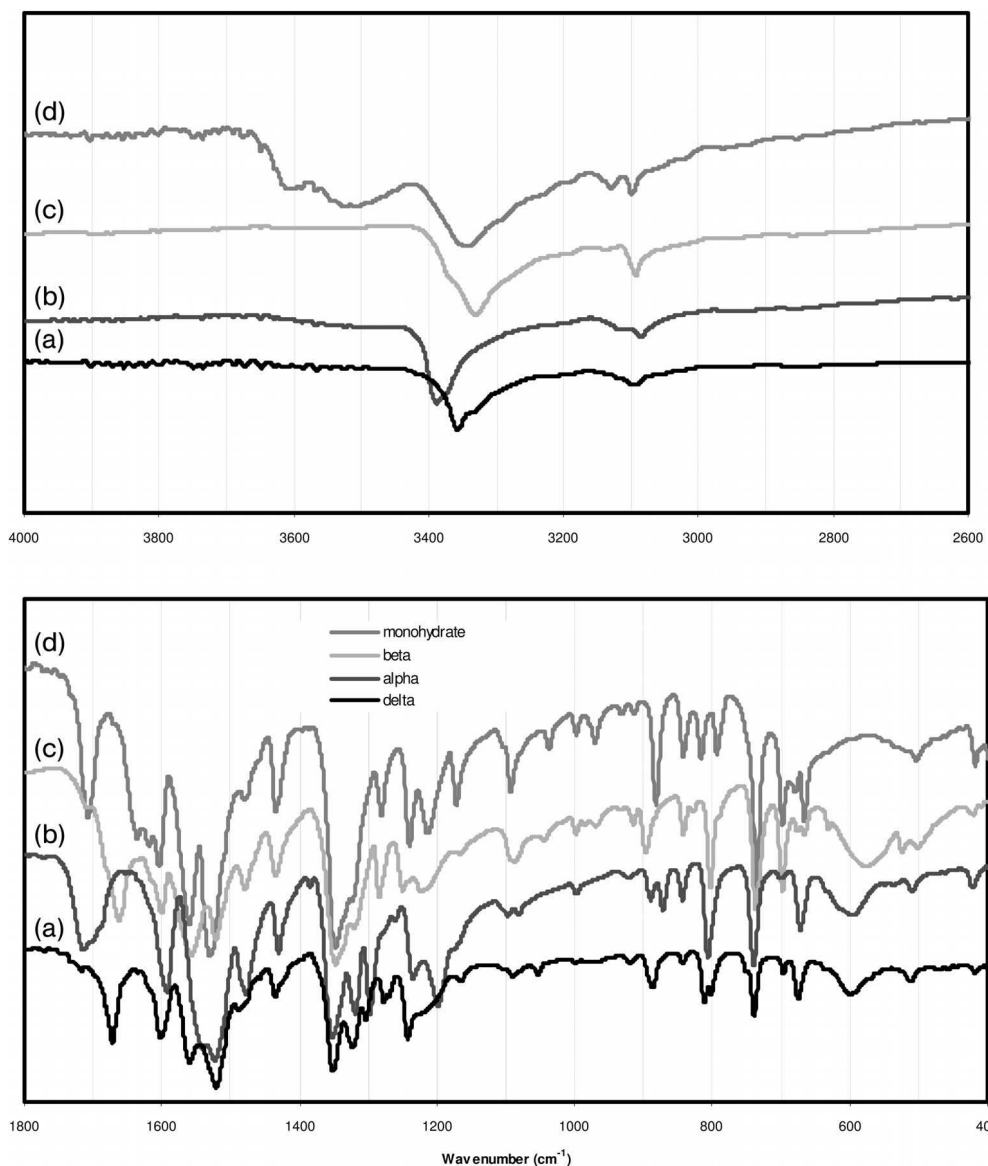 (d)
(c)
(b)
(a)
4000 3800 3600 3400 3200 3000 2800 2600
(d)
monohydrate
beta
alpha
delta
(c)
(b)
(a)
1800 1600 1400 1200 1000 800 600 40
Wavenumber (cm⁻¹)